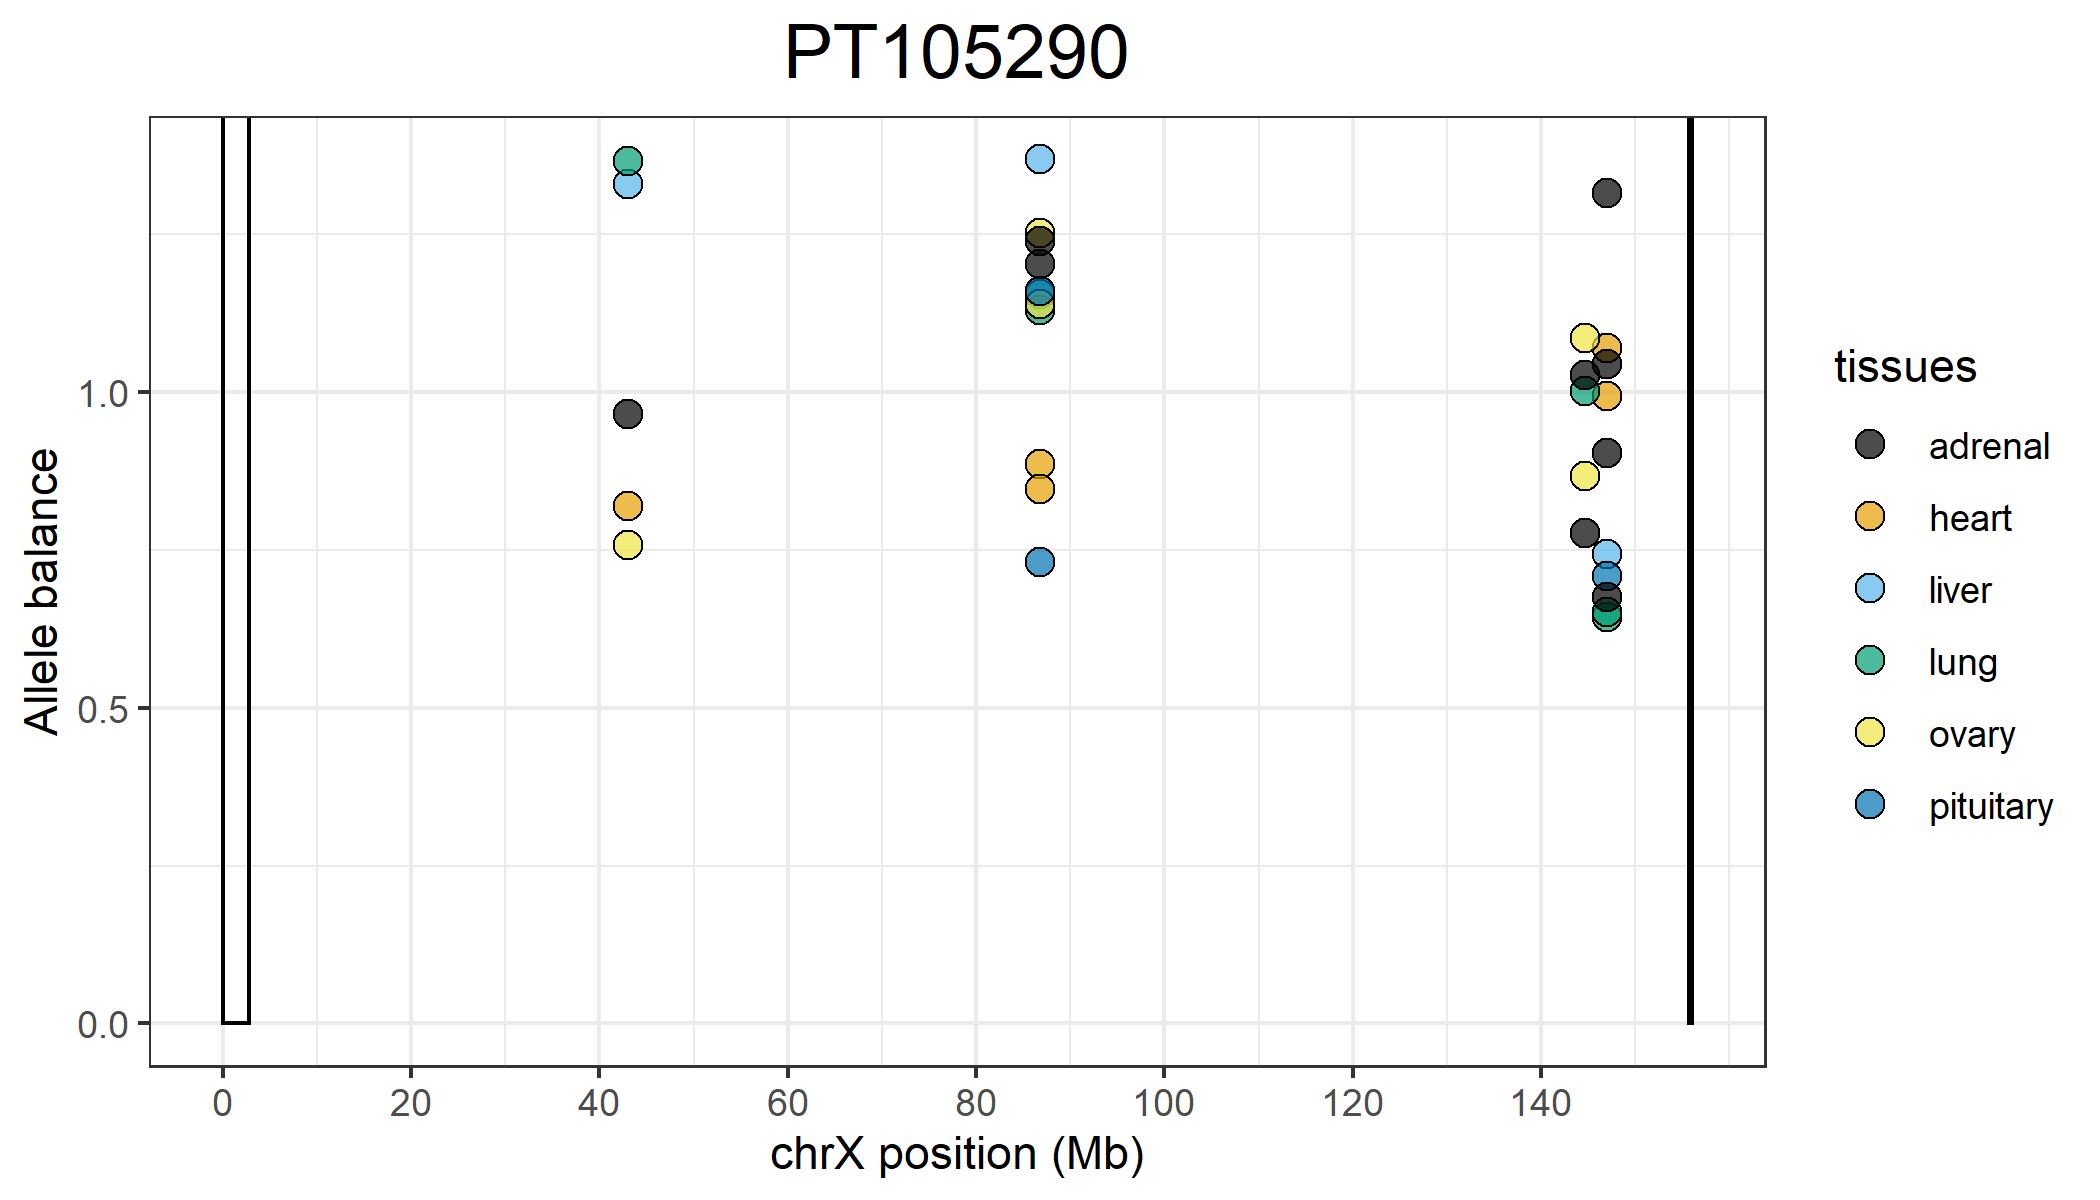 PT105290
Allele balance
1.0
0.5
0.0
0 20 40 60 80 100 120 140
chrX position (Mb)
tissues
adrenal
heart
liver
lung
ovary
pituitary